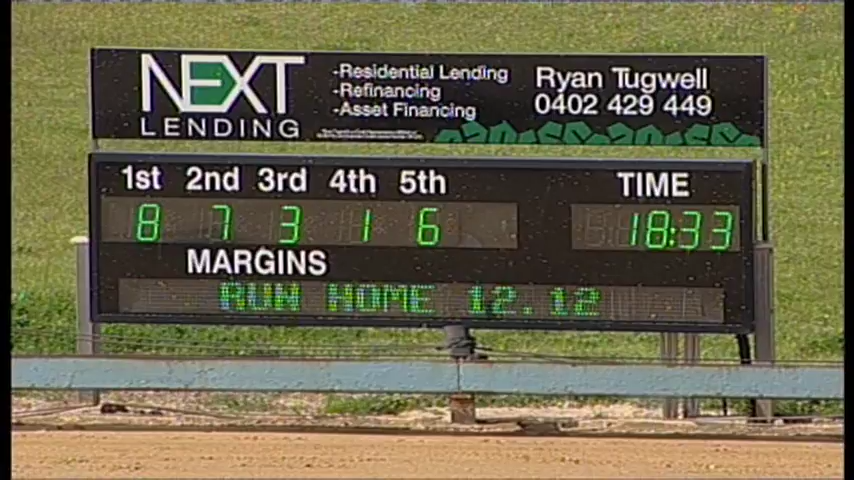 NEXT
LENDING
-Residential Lending
-Refinancing
-Asset Financing
Ryan Tugwell
0402 429 449
1st 2nd 3rd 4th 5th TIME
8 7 3 1 6 18:33
MARGINS
RUN HOME 12.12